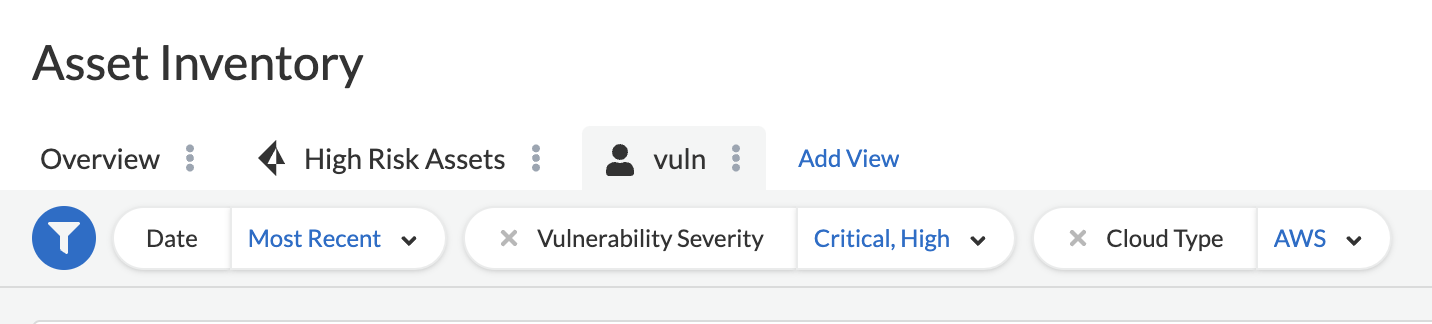 Asset Inventory
Overview High Risk Assets vuln Add View
Date Most Recent Vulnerability Severity Critical, High Cloud Type AWS